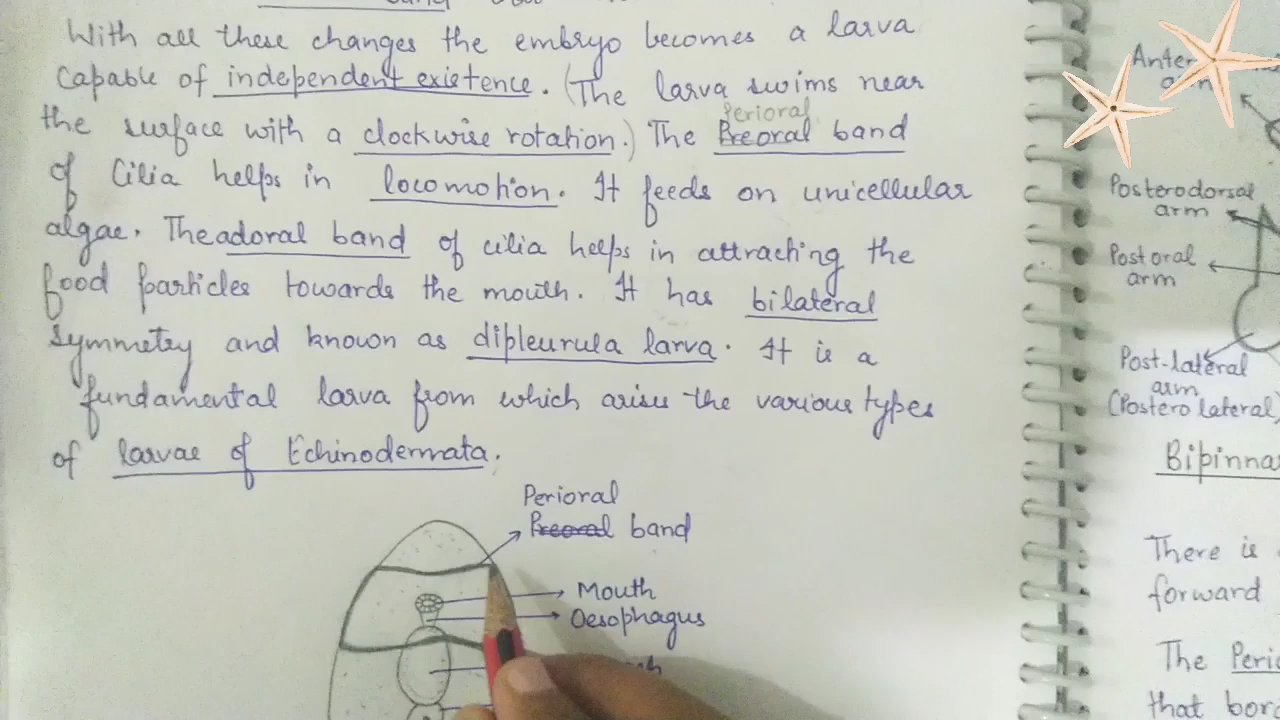 With all these changes the embryo becomes a larva
capable of independent existence. (The larva swims near
Perioral
the surface with a clockwise rotation.) The Preoral band
of Cilia helps in locomotion. It feeds on unicellular
algae. The adoral band of cilia helps in attracting the
food particles towards the mouth. It has bilateral
symmetry and known as dipleurula larva. It is a
fundamental larva from which arises the various types
of larvae of Echinodermata.
Perioral
Preoral band
Mouth
Oesophagus
arm
Posterodorsal
arm
Postoral
arm
Post-lateral
arm
(Postero lateral
There is
forward
The
that